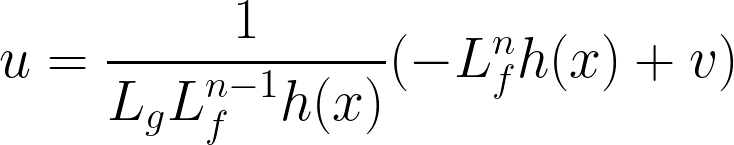 u = \frac{1}{L_g L_f^{n-1} h(x)} (-L_f^n h(x) + v)